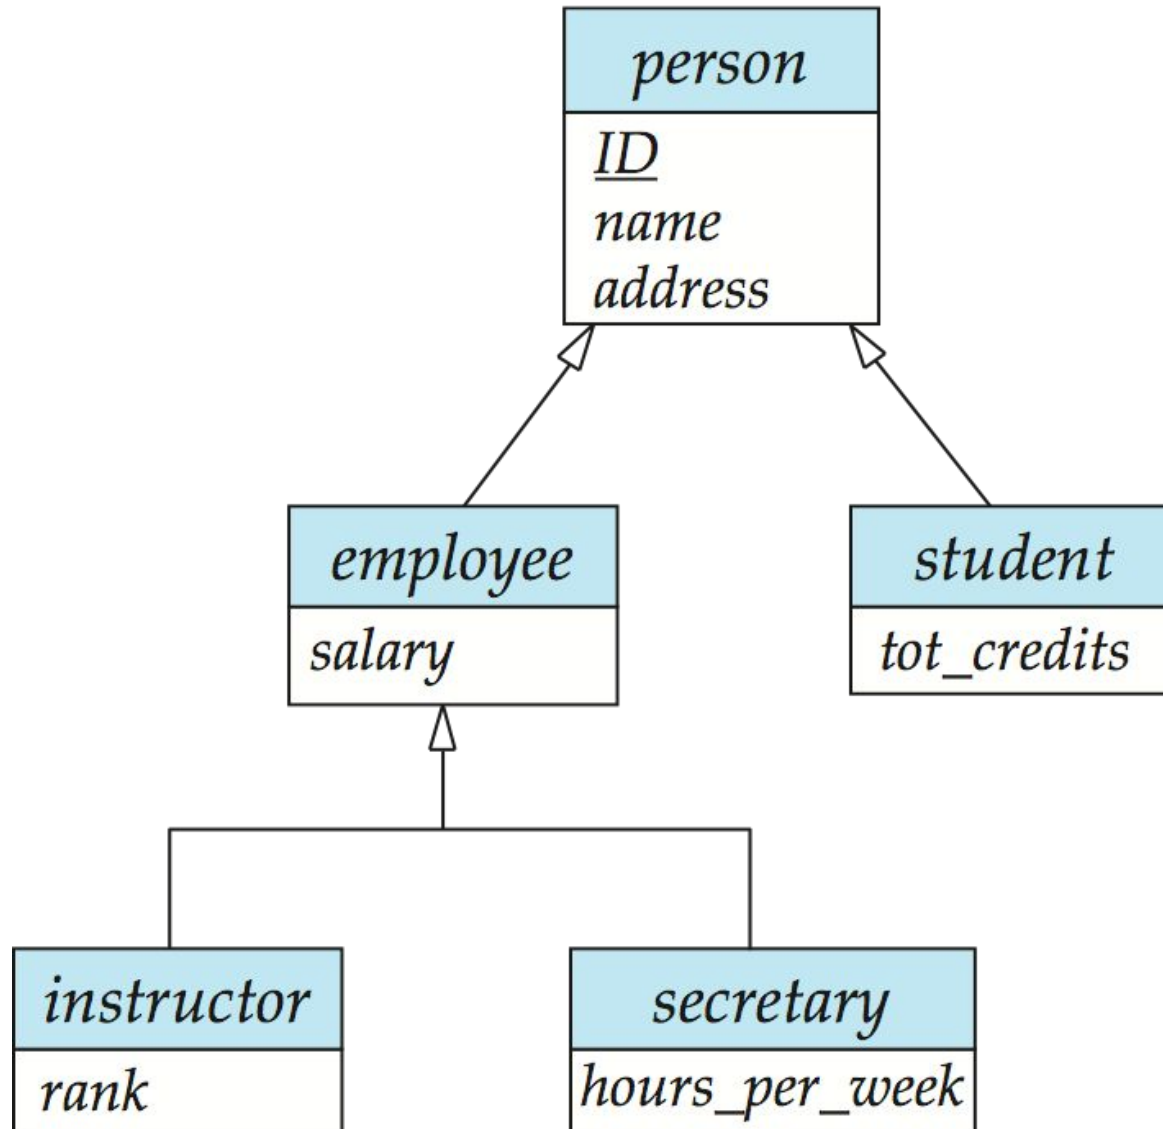 person
ID
name
address
employee
student
salary
tot_credits
instructor
secretary
rank
hours_per_week